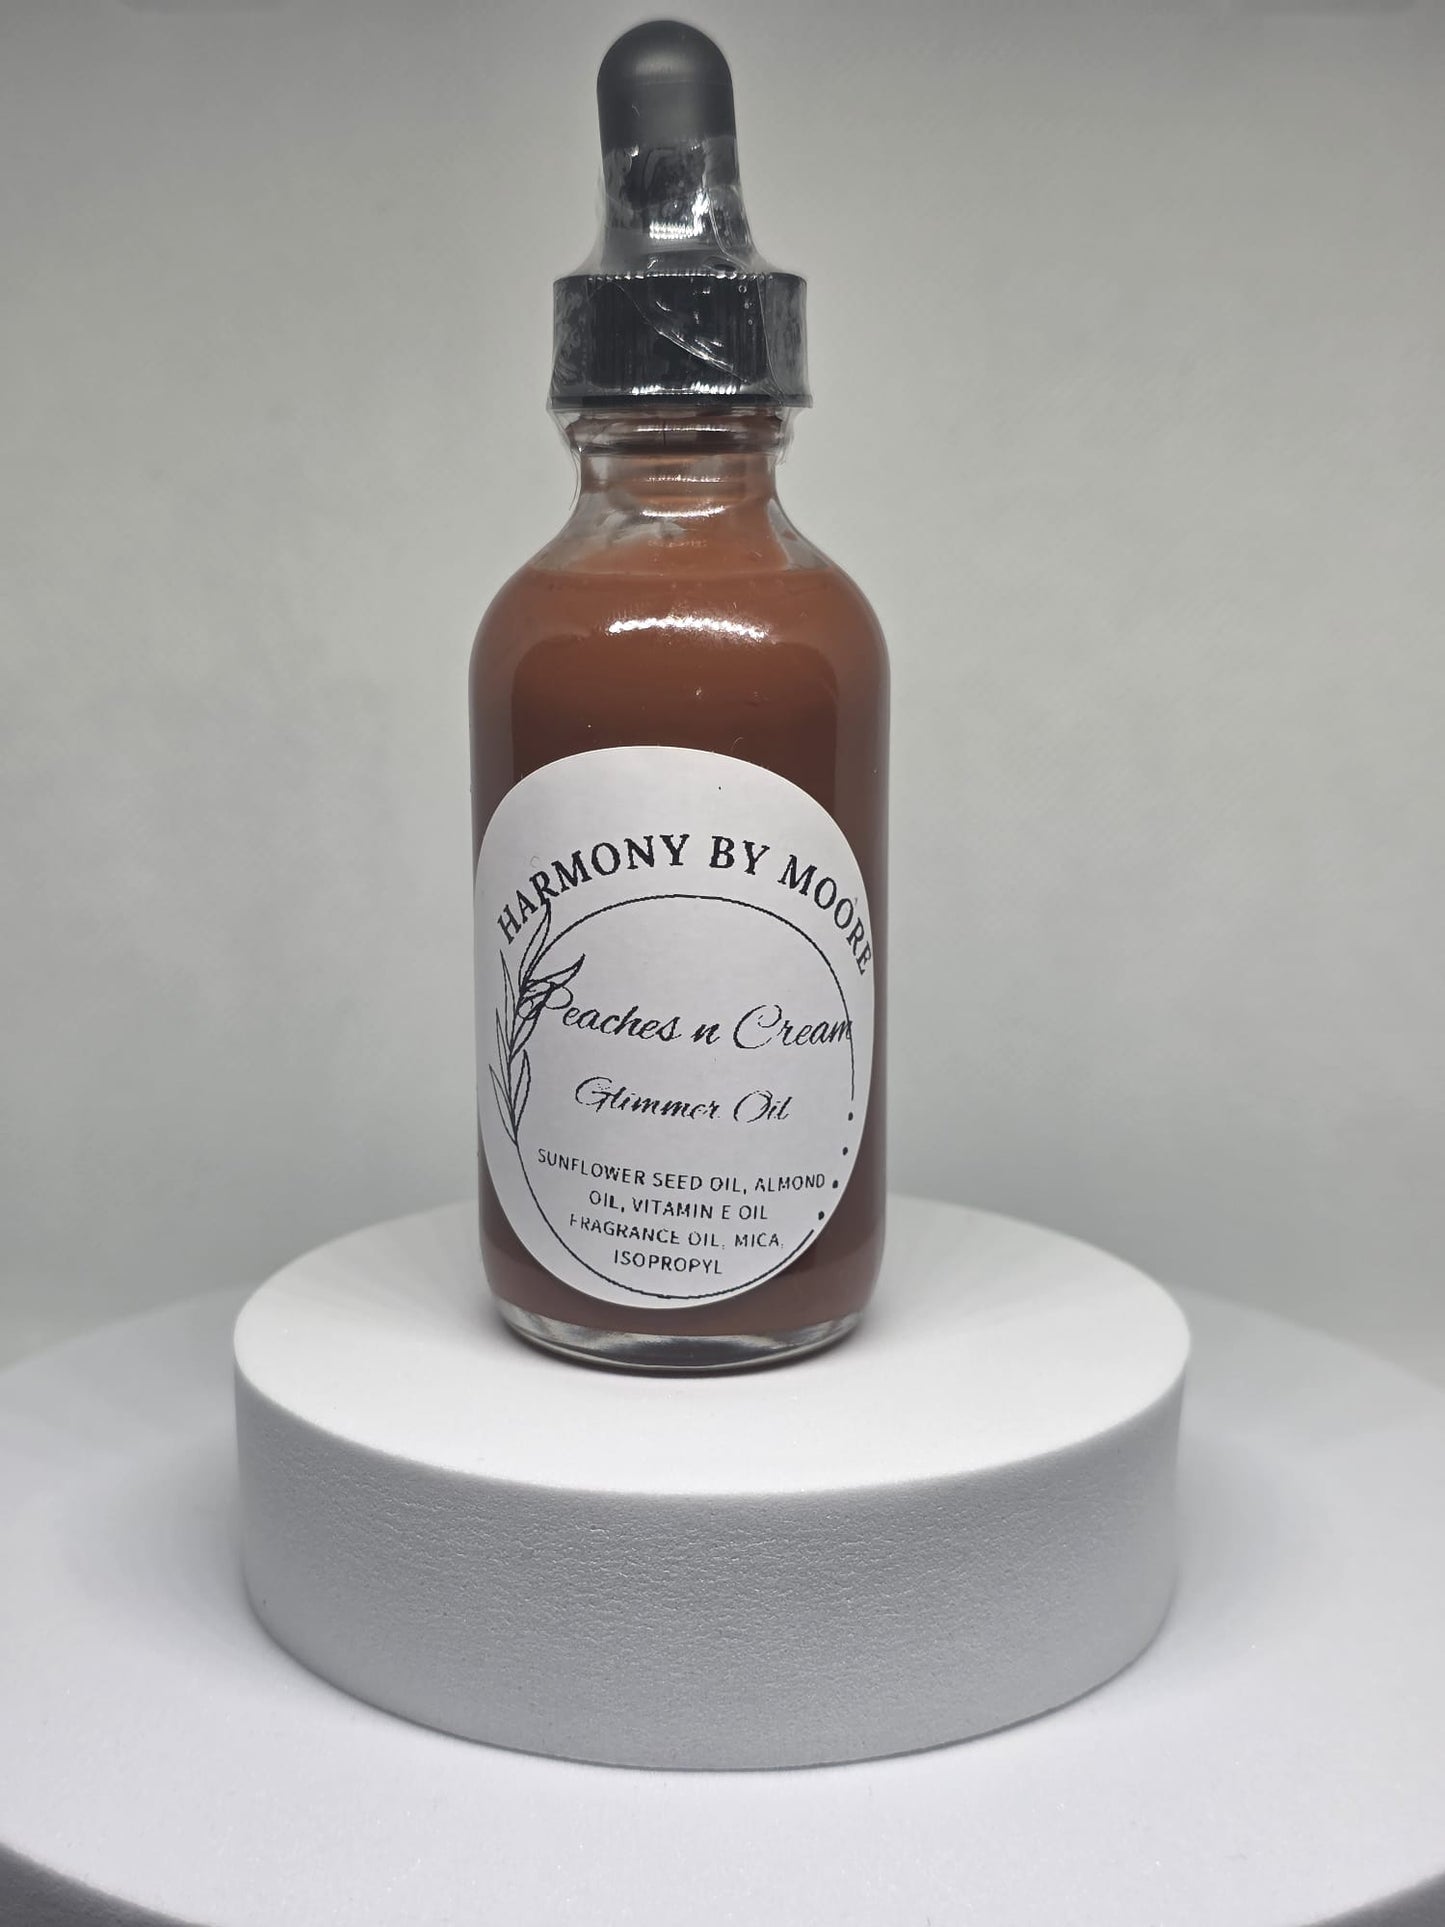 HARMONY BY MOORE
Peaches n Cream
Glimmer Oil
SUNFLOWER SEED OIL, ALMOND
OIL, VITAMIN E OIL
FRAGRANCE OIL, MICA,
ISOPROPYL